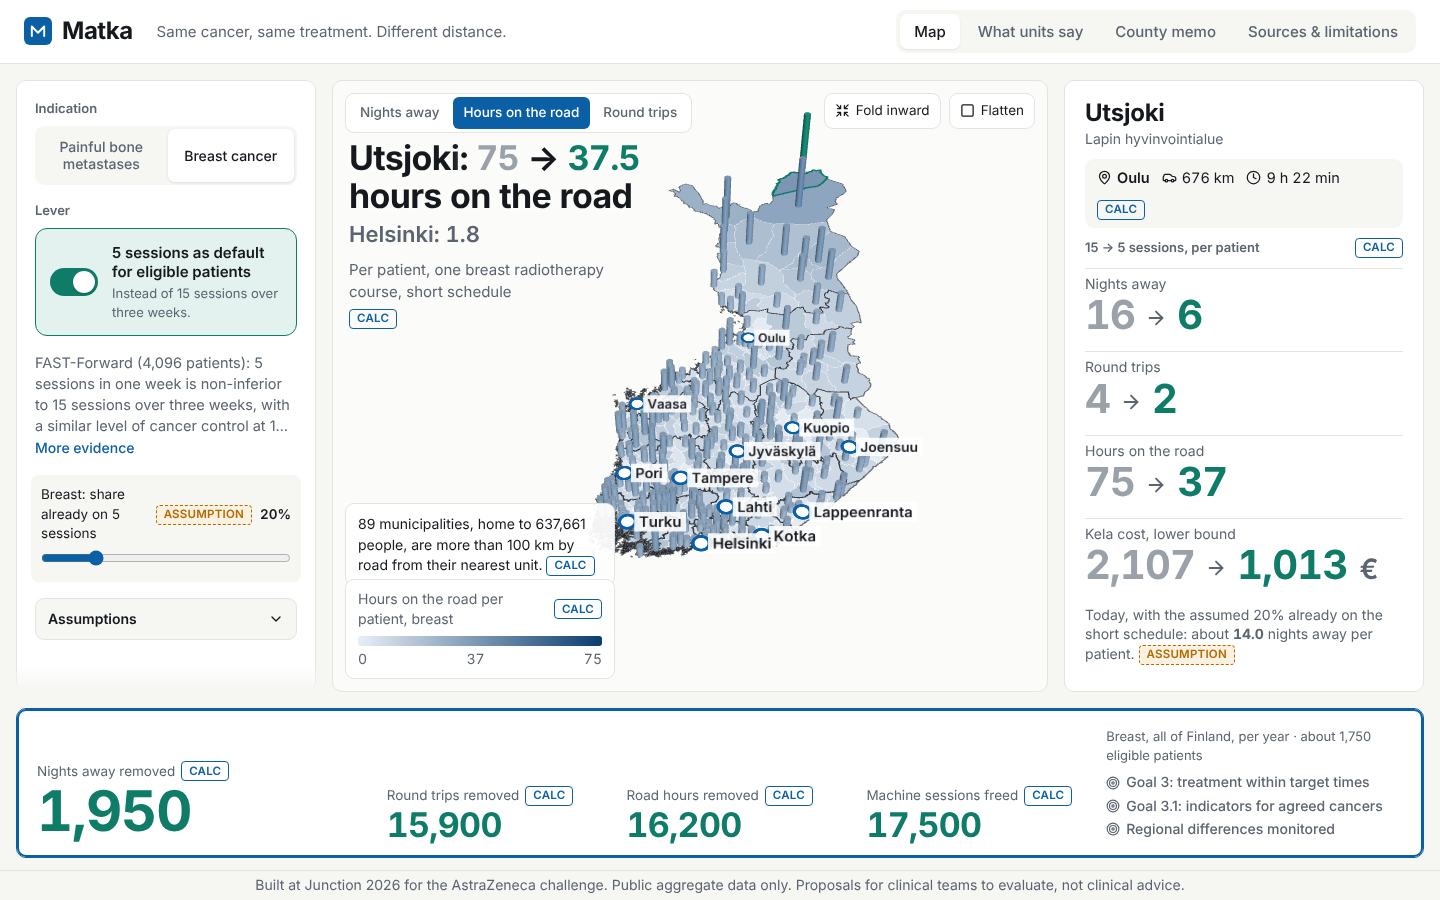 Matka
Same cancer, same treatment. Different distance.
Map
What units say
County memo
Sources & limitations
Indication
Painful bone
metastases
Breast cancer
Lever
5 sessions as default
for eligible patients
Instead of 15 sessions over
three weeks.
FAST-Forward (4,096 patients): 5
sessions in one week is non-inferior
to 15 sessions over three weeks, with
a similar level of cancer control at 1...
More evidence
Breast: share
already on 5
sessions
ASSUMPTION
20%
Assumptions
Nights away
Hours on the road
Round trips
Fold inward
Flatten
Utsjoki: 75 → 37.5
hours on the road
Helsinki: 1.8
Per patient, one breast radiotherapy
course, short schedule
CALC
Oulu
Vaasa
Kuopio
Joensuu
Jyväskylä
Pori
Tampere
Lahti
Lappeenranta
Turku
Kotka
Helsinki
89 municipalities, home to 637,661
people, are more than 100 km by
road from their nearest unit. CALC
Hours on the road per
patient, breast
CALC
0 37 75
Utsjoki
Lapin hyvinvointialue
Oulu 676 km 9 h 22 min
CALC
15 → 5 sessions, per patient CALC
Nights away
16 → 6
Round trips
4 → 2
Hours on the road
75 → 37
Kela cost, lower bound
2,107 → 1,013 €
Today, with the assumed 20% already on the
short schedule: about 14.0 nights away per
patient. ASSUMPTION
Nights away removed CALC
1,950
Round trips removed CALC
15,900
Road hours removed CALC
16,200
Machine sessions freed CALC
17,500
Breast, all of Finland, per year · about 1,750
eligible patients
Goal 3: treatment within target times
Goal 3.1: indicators for agreed cancers
Regional differences monitored
Built at Junction 2026 for the AstraZeneca challenge. Public aggregate data only. Proposals for clinical teams to evaluate, not clinical advice.